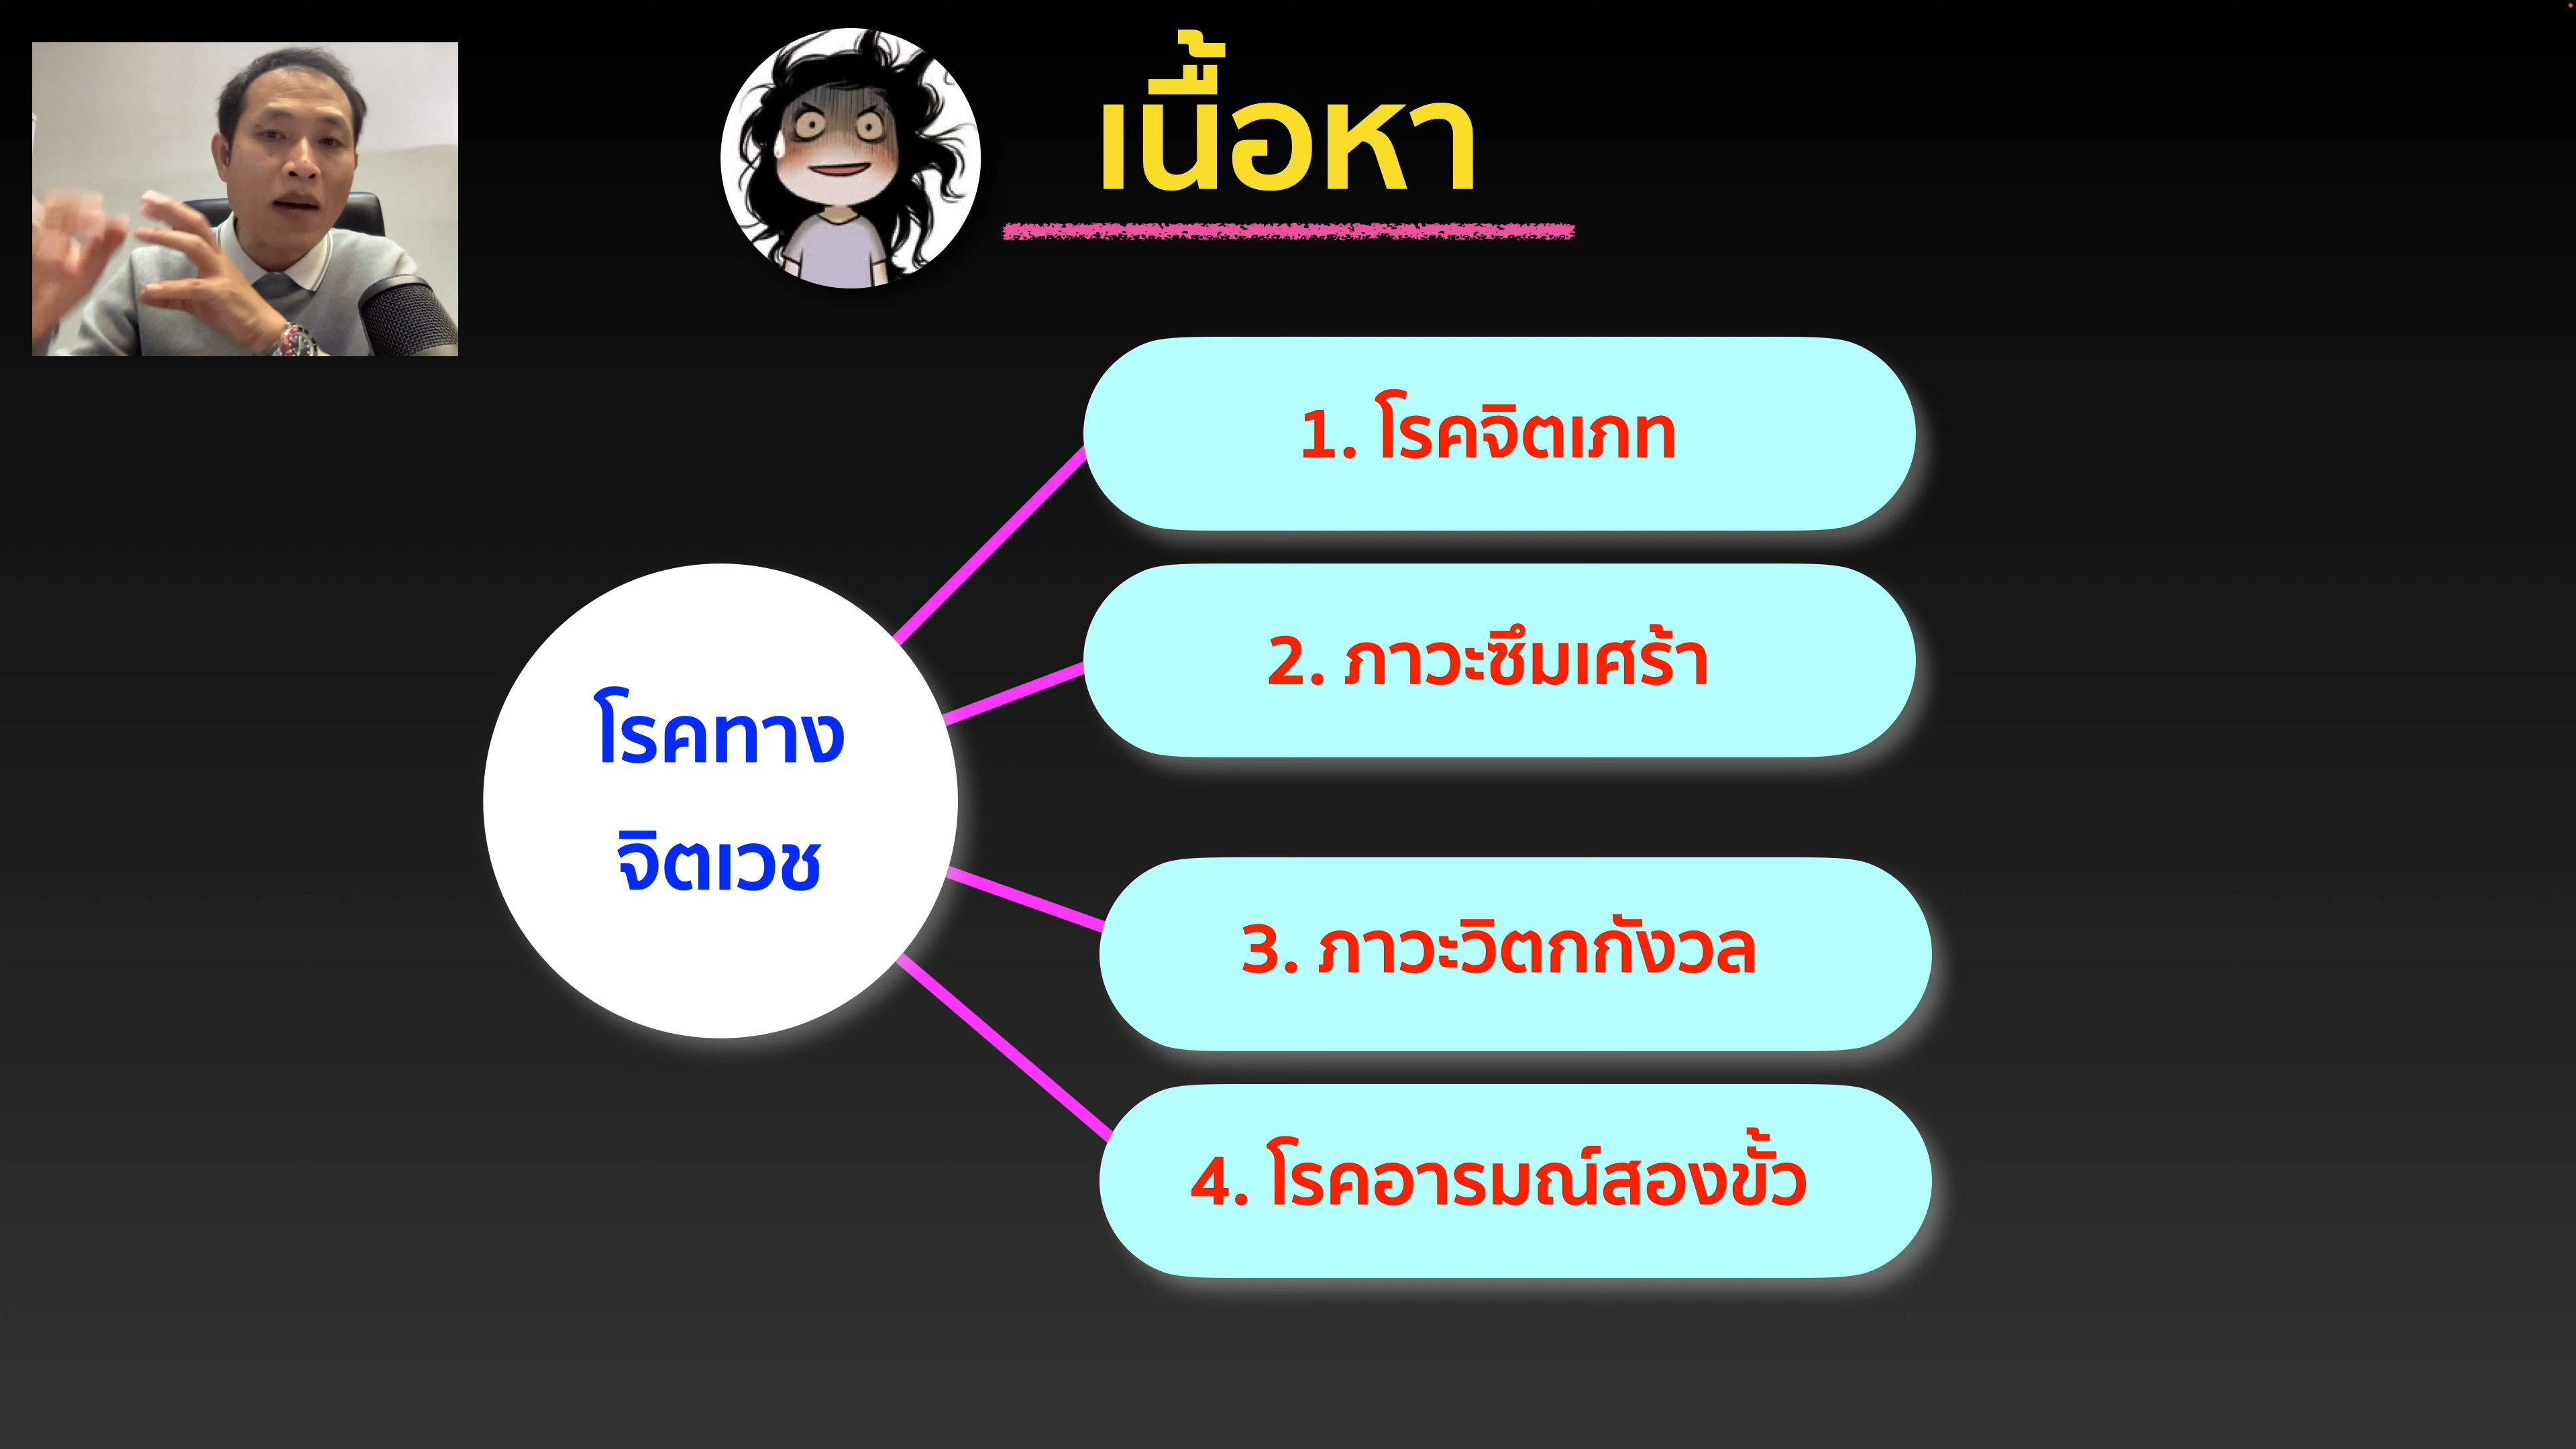 เนื้อหา
โรคทาง
จิตเวช
1. โรคจิตเภท
2. ภาวะซึมเศร้า
3. ภาวะวิตกกังวล
4. โรคอารมณ์สองขั้ว